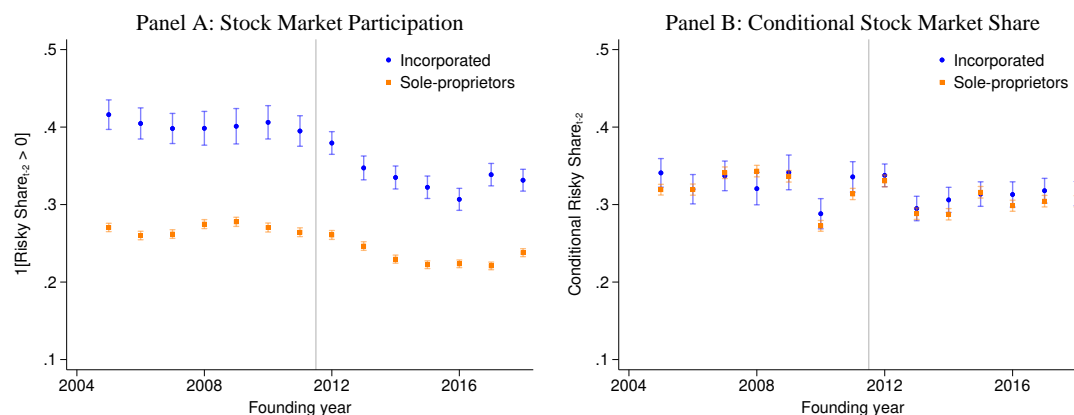 Panel A: Stock Market Participation
1[Risky Share_{t-2} > 0]
.5
.4
.3
.2
.1
Incorporated
Sole-proprietors
2004
2008
2012
2016
Founding year
Panel B: Conditional Stock Market Share
Conditional Risky Share_{t-2}
.5
.4
.3
.2
.1
Incorporated
Sole-proprietors
2004
2008
2012
2016
Founding year